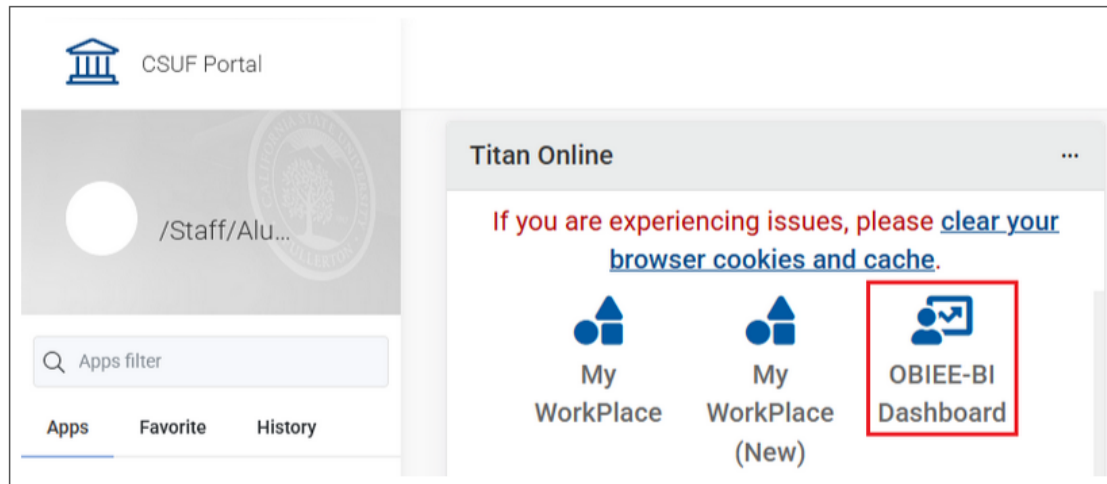 CSUF Portal
/Staff/Alu...
Apps filter
Apps Favorite History
Titan Online
...
If you are experiencing issues, please clear your
browser cookies and cache.
My
WorkPlace
My
WorkPlace
(New)
OBIEE-BI
Dashboard